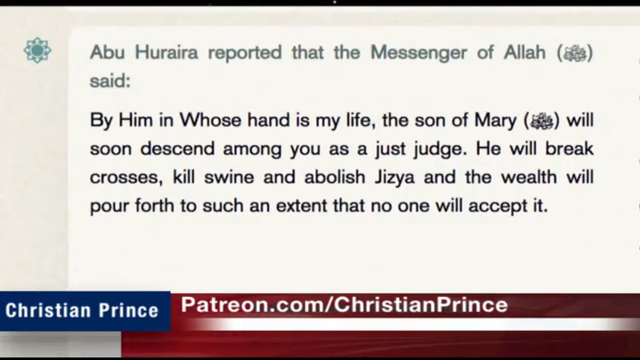 Abu Huraira reported that the Messenger of Allah (ﷺ)
said:
By Him in Whose hand is my life, the son of Mary (ﷺ) will
soon descend among you as a just judge. He will break
crosses, kill swine and abolish Jizya and the wealth will
pour forth to such an extent that no one will accept it.
Christian Prince
Patreon.com/ChristianPrince